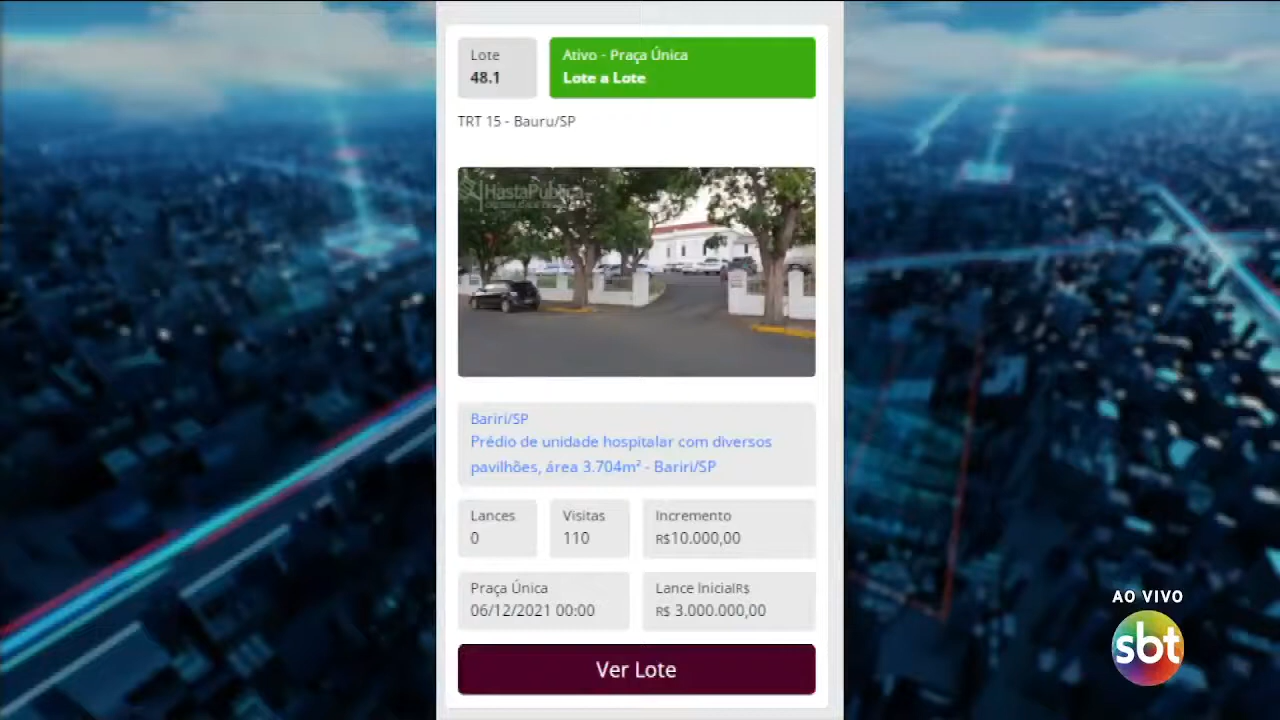 Lote
48.1
Ativo - Praça Única
Lote a Lote
TRT 15 - Bauru/SP
HastaPública
Bariri/SP
Prédio de unidade hospitalar com diversos
pavilhões, área 3.704m² - Bariri/SP
Lances
0
Visitas
110
Incremento
R$10.000,00
Praça Única
06/12/2021 00:00
Lance InicialR$
R$ 3.000.000,00
Ver Lote
AO VIVO
sbt